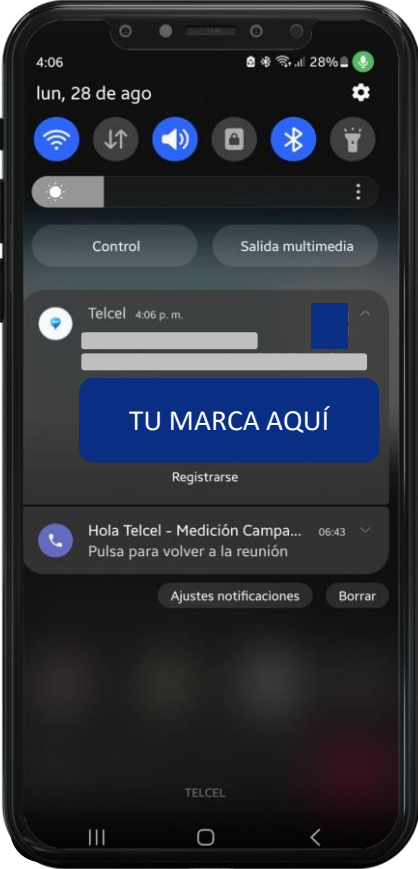 4:06
28%
lun, 28 de ago
Control
Salida multimedia
Telcel 4:06 p. m.
TU MARCA AQUÍ
Registrarse
Hola Telcel - Medición Campa... 06:43
Pulsa para volver a la reunión
Ajustes notificaciones
Borrar
TELCEL